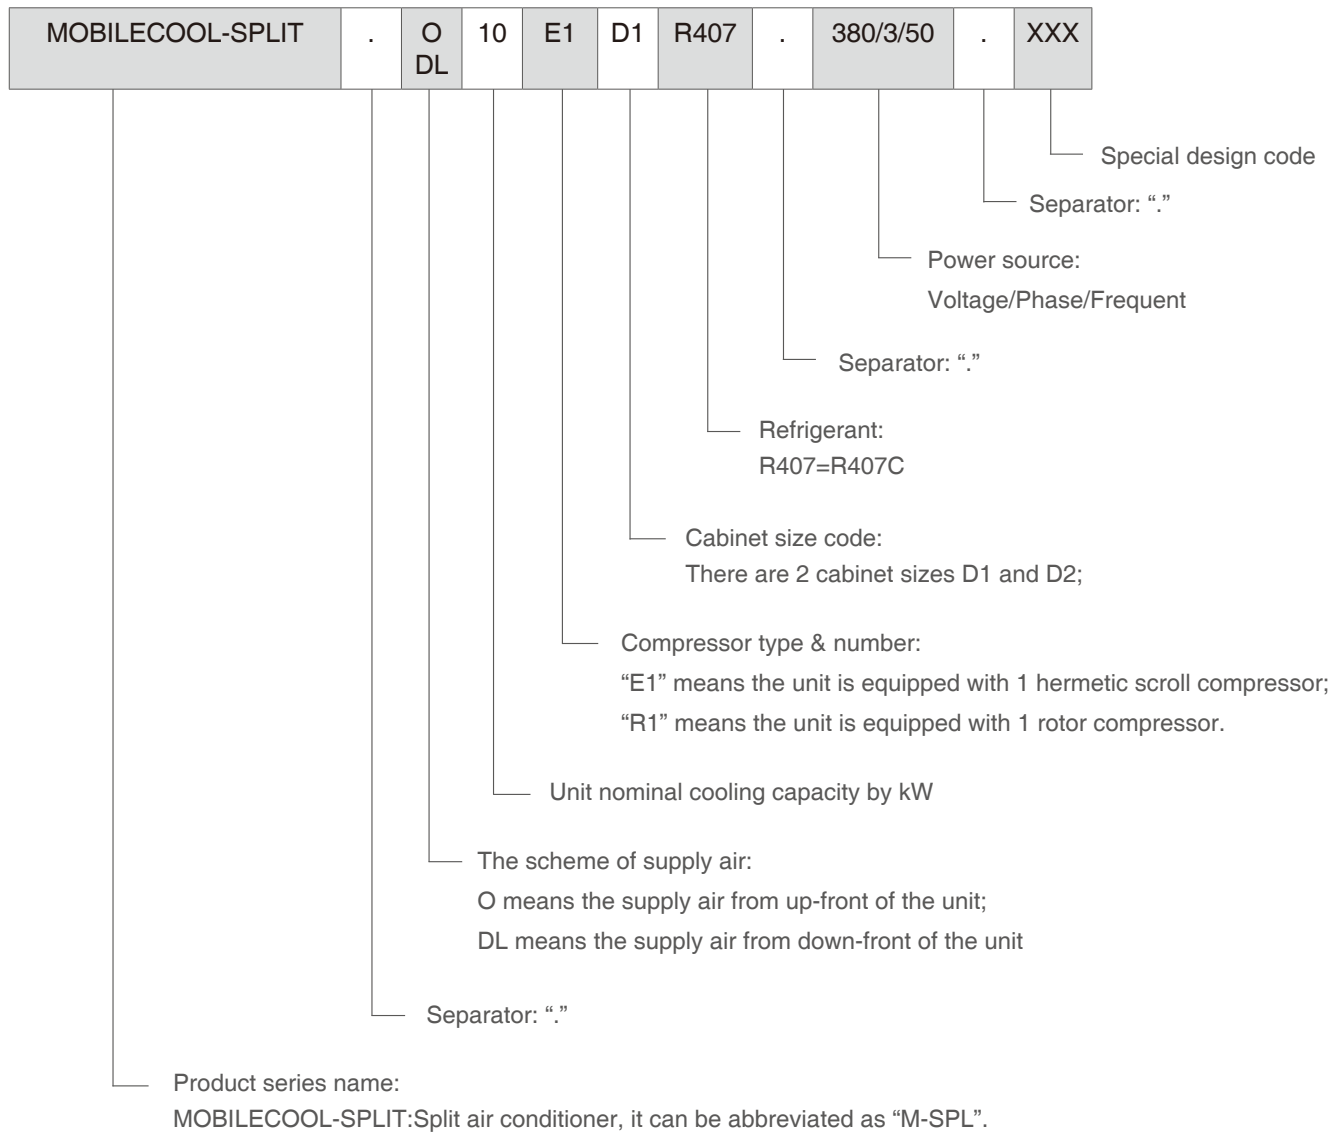 MOBILECOOL-SPLIT . O 10 E1 D1 R407 . 380/3/50 . XXX
DL
Special design code
Separator: “.”
Power source:
Voltage/Phase/Frequent
Separator: “.”
Refrigerant:
R407=R407C
Cabinet size code:
There are 2 cabinet sizes D1 and D2;
Compressor type & number:
“E1” means the unit is equipped with 1 hermetic scroll compressor;
“R1” means the unit is equipped with 1 rotor compressor.
Unit nominal cooling capacity by kW
The scheme of supply air:
O means the supply air from up-front of the unit;
DL means the supply air from down-front of the unit
Separator: “.”
Product series name:
MOBILECOOL-SPLIT:Split air conditioner, it can be abbreviated as “M-SPL”.